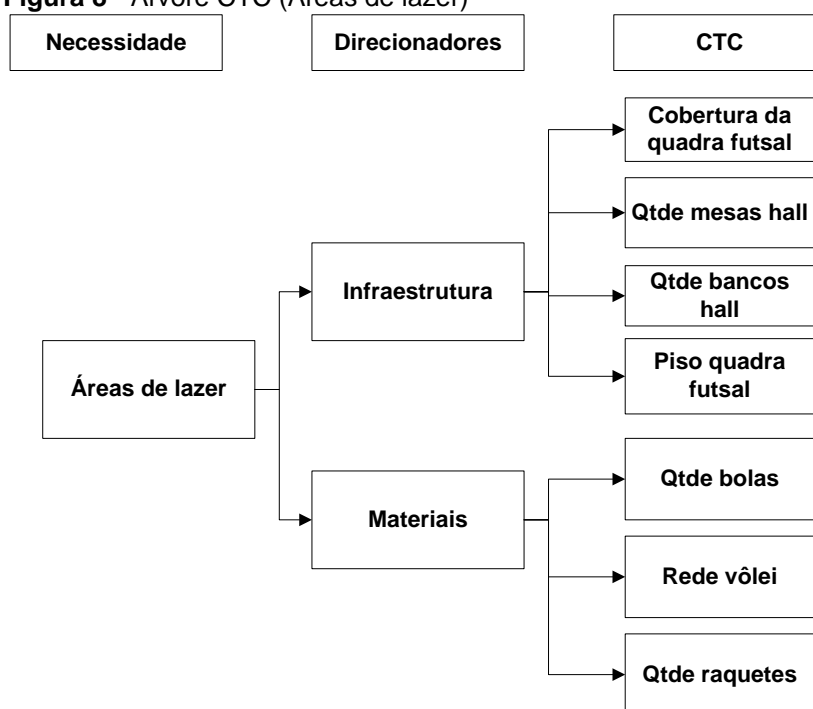 Necessidade
Direcionadores
CTC
Cobertura da
quadra futsal
Qtde mesas hall
Infraestrutura
Qtde bancos
hall
Áreas de lazer
Piso quadra
futsal
Materiais
Qtde bolas
Rede vôlei
Qtde raquetes